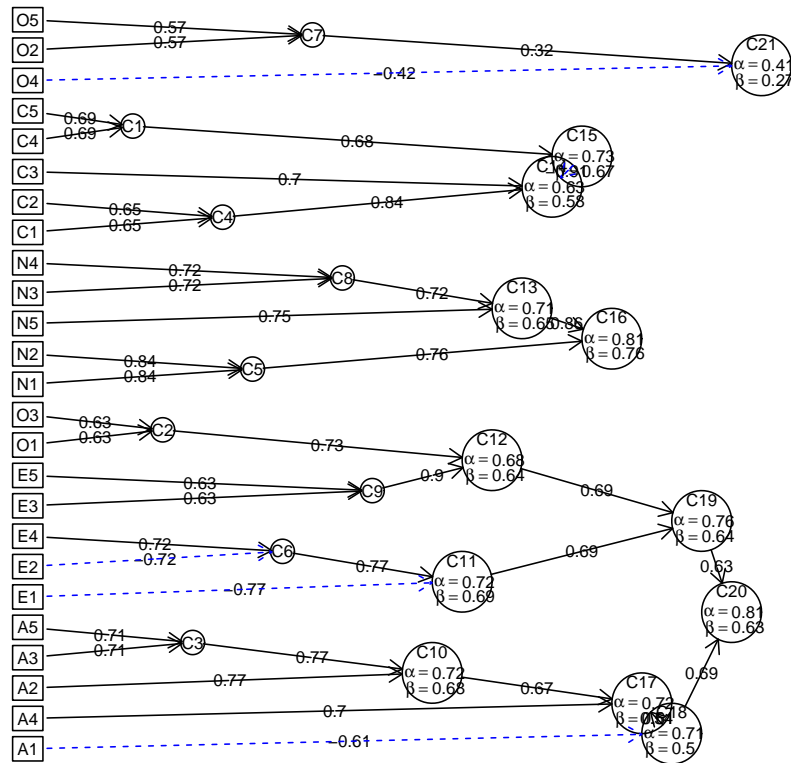 O5
O2
O4
C5
C4
C3
C2
C1
N4
N3
N5
N2
N1
O3
O1
E5
E3
E4
E2
E1
A5
A3
A2
A4
A1
0.57
0.57
C7
0.32
−0.42
C21
α = 0.41
β = 0.27
0.69
0.69
C1
0.68
C15
α = 0.73
β = 0.67
0.7
α = 0.63
β = 0.58
0.65
0.65
C4
0.84
0.72
0.72
C8
0.72
C13
α = 0.71
β = 0.65
0.75
0.86
C16
α = 0.81
β = 0.76
0.84
0.84
C5
0.76
0.63
0.63
C2
0.73
C12
α = 0.68
β = 0.64
0.63
0.63
C9
0.9
0.69
C19
α = 0.76
β = 0.64
0.72
−0.72
C6
0.77
C11
α = 0.72
β = 0.69
−0.77
0.69
0.63
C20
α = 0.81
β = 0.63
0.71
0.71
C3
0.77
C10
α = 0.72
β = 0.68
0.77
0.67
0.69
C17
0.7
−0.61
α = 0.71
β = 0.5